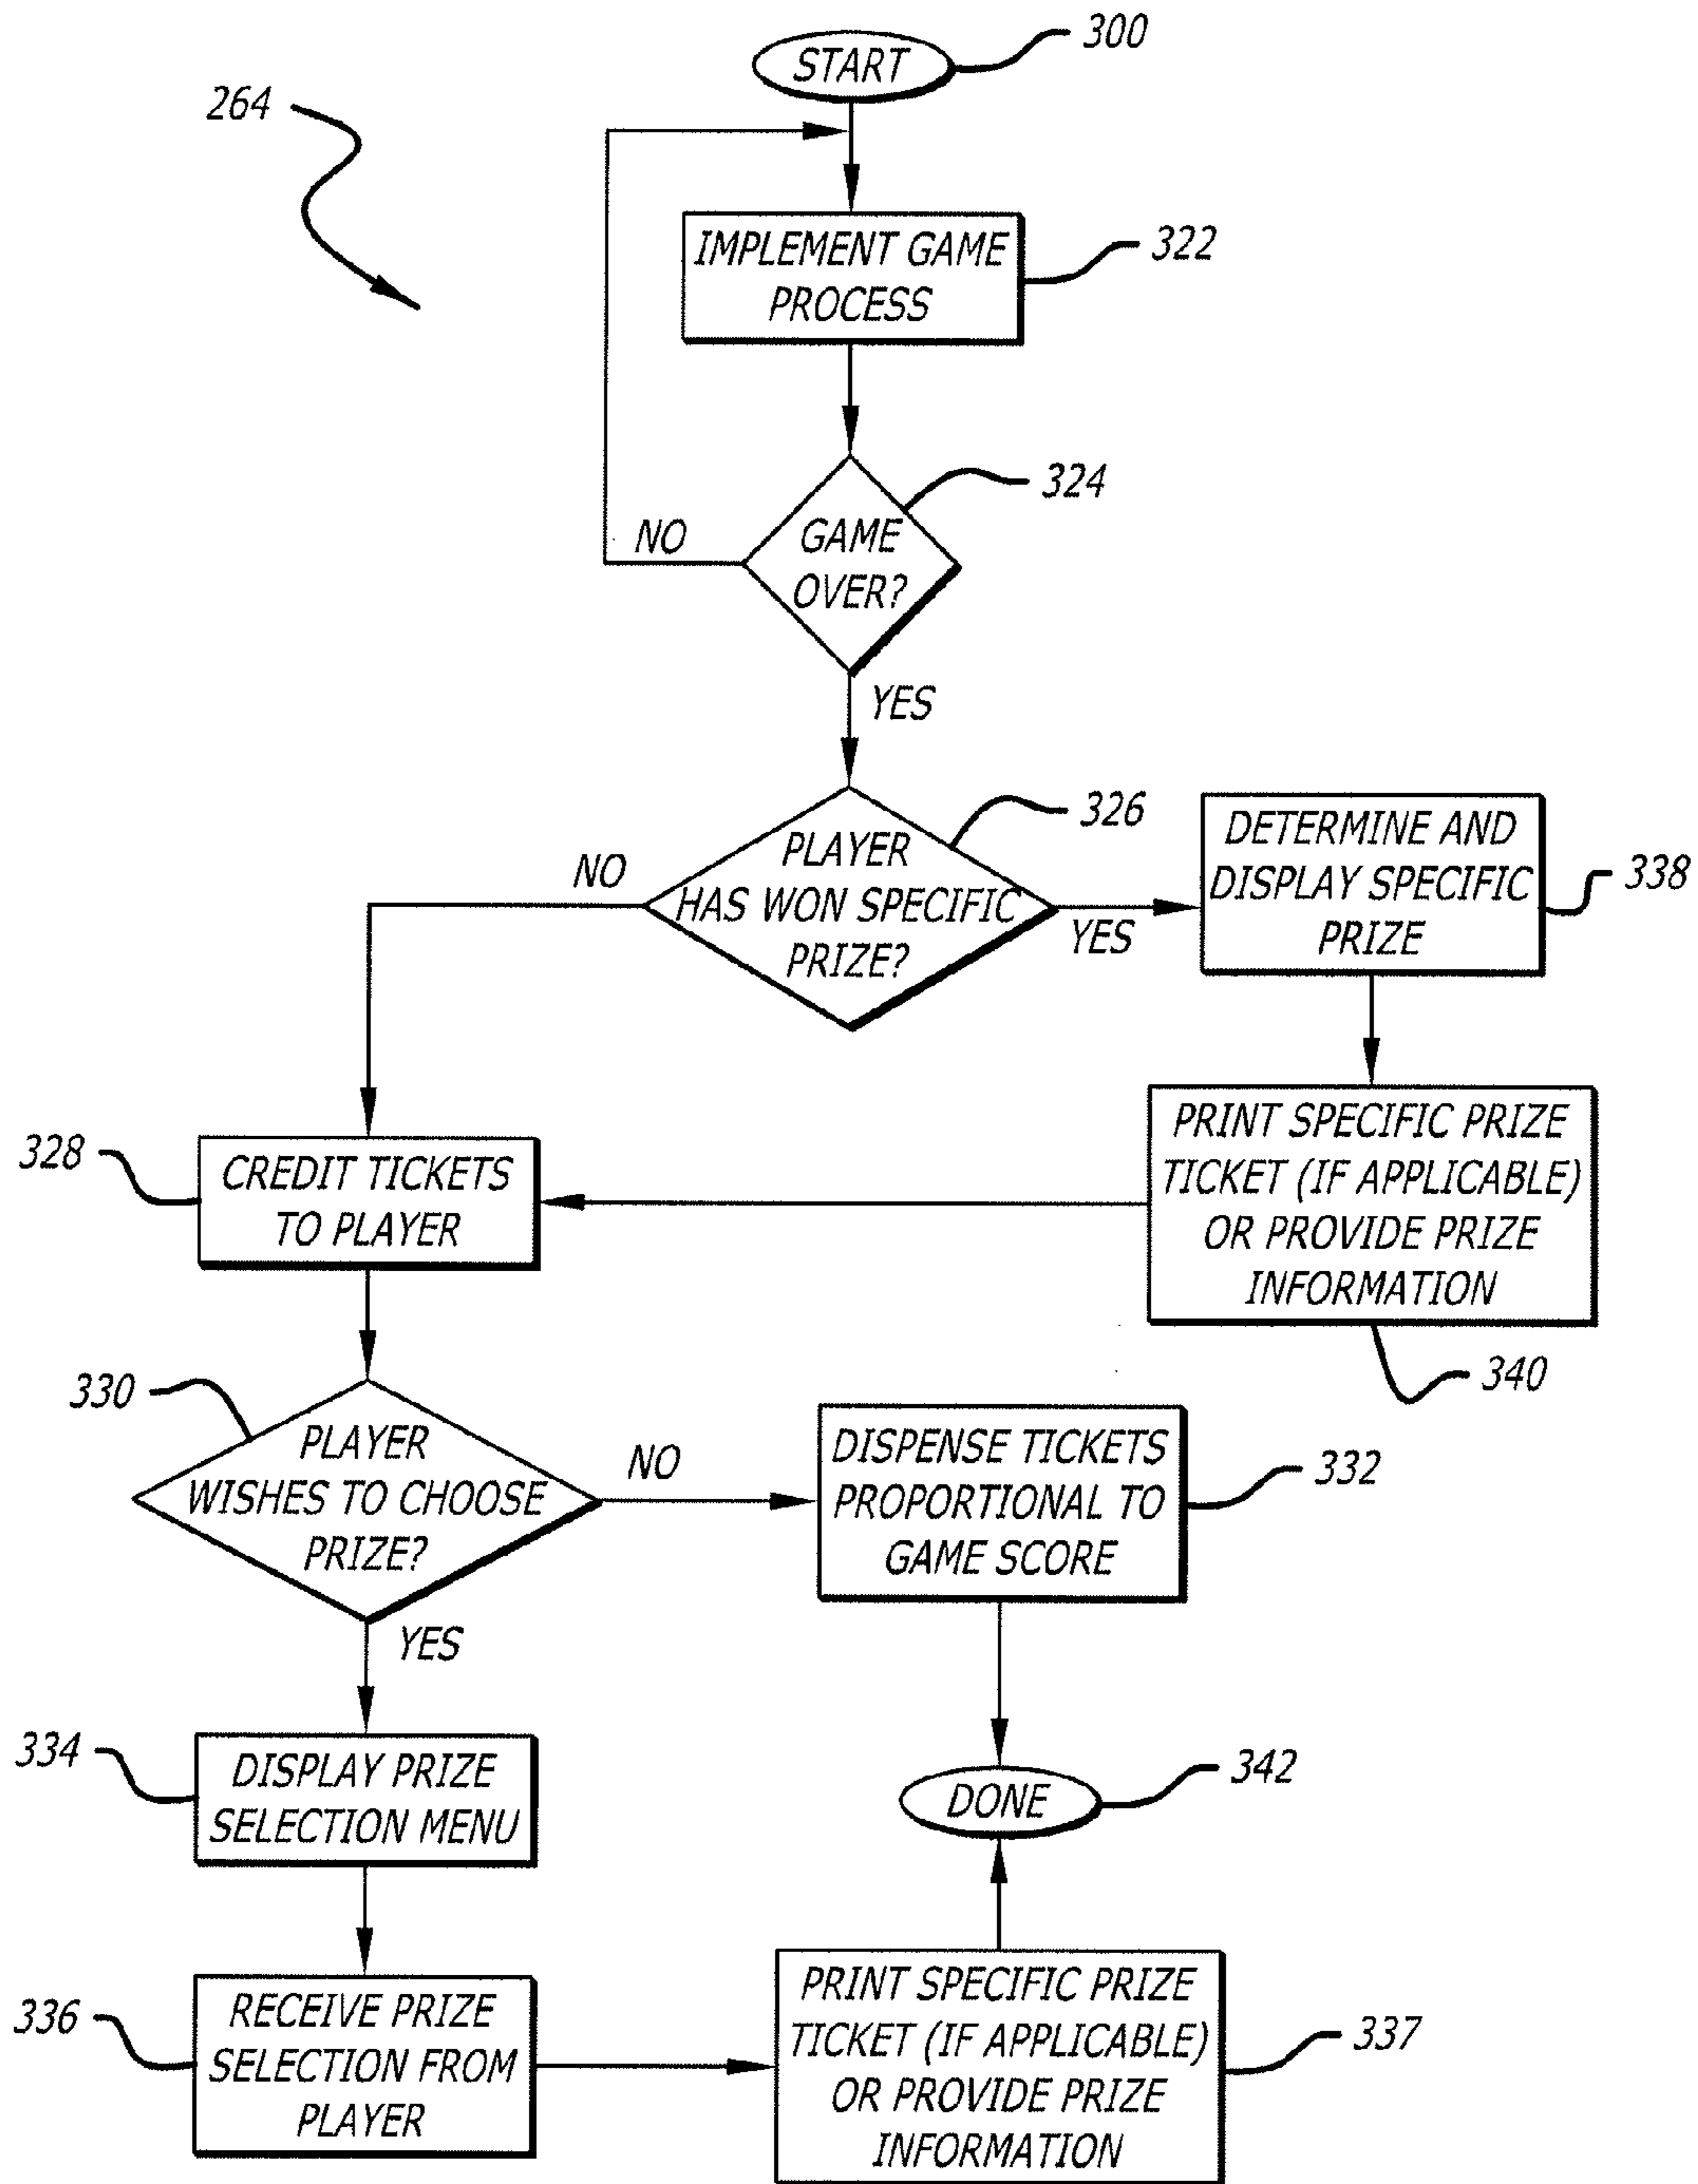 START
300
264
IMPLEMENT GAME
PROCESS
322
GAME
OVER?
324
NO
YES
PLAYER
HAS WON SPECIFIC
PRIZE?
326
NO
YES
DETERMINE AND
DISPLAY SPECIFIC
PRIZE
338
PRINT SPECIFIC PRIZE
TICKET (IF APPLICABLE)
OR PROVIDE PRIZE
INFORMATION
340
328
CREDIT TICKETS
TO PLAYER
330
PLAYER
WISHES TO CHOOSE
PRIZE?
NO
YES
DISPENSE TICKETS
PROPORTIONAL TO
GAME SCORE
332
334
DISPLAY PRIZE
SELECTION MENU
DONE
342
336
RECEIVE PRIZE
SELECTION FROM
PLAYER
PRINT SPECIFIC PRIZE
TICKET (IF APPLICABLE)
OR PROVIDE PRIZE
INFORMATION
337